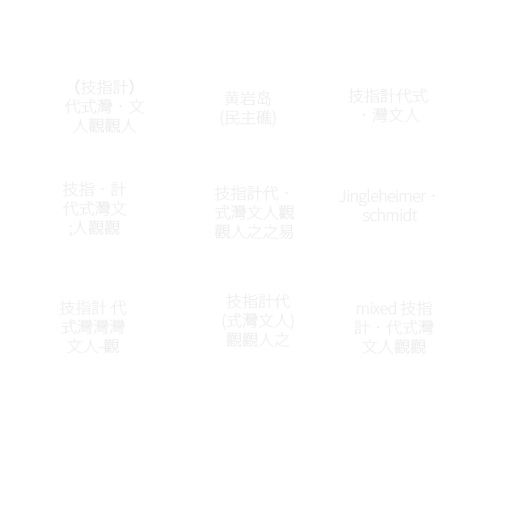 （技指計）
代式灣・文
人觀觀人
黄岩岛
(民主礁)
技指計代式
・灣文人
技指・計
代式灣文
;人觀觀
技指計代・
式灣文人觀
觀人之之易
Jingleheimer・
schmidt
技指計 代
式灣灣灣
文人-觀
技指計代
(式灣文人)
觀觀人之
mixed 技指
計・代式灣
文人觀觀